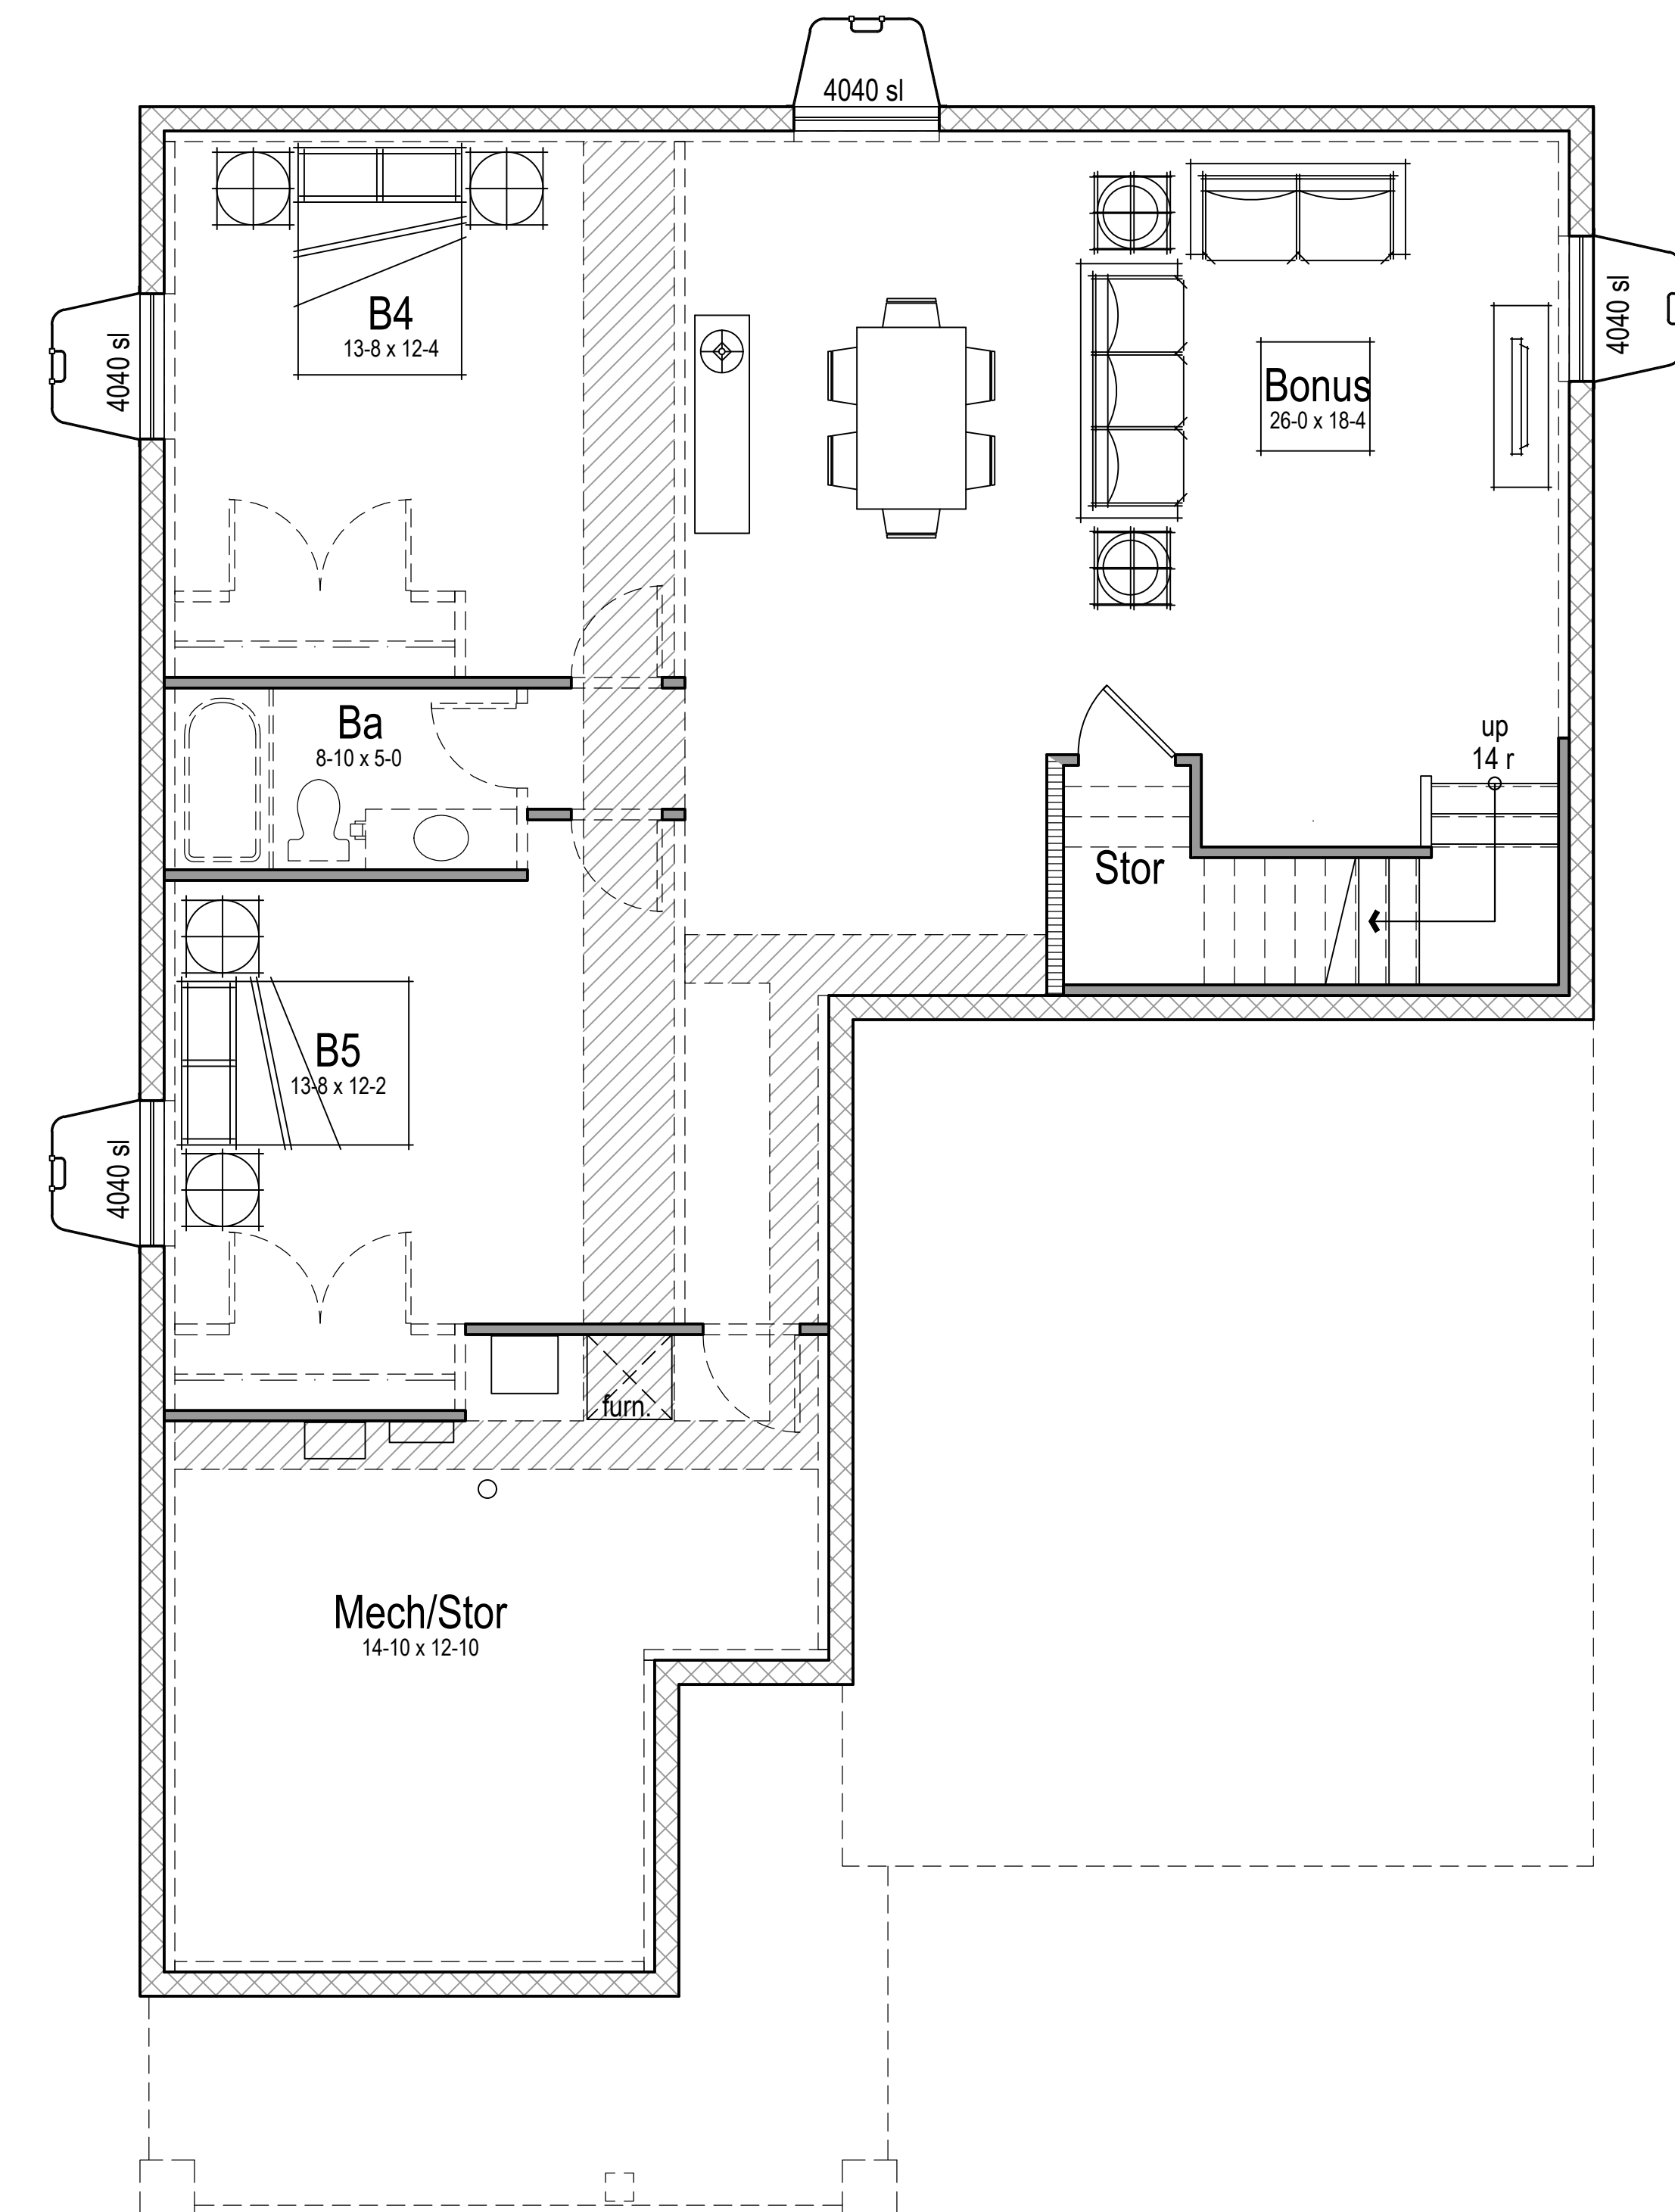 4040 sl
4040 sl
B4
13-8 x 12-4
4040 sl
Bonus
26-0 x 18-4
Ba
8-10 x 5-0
up
14 r
Stor
B5
13-8 x 12-2
4040 sl
furn.
Mech/Stor
14-10 x 12-10